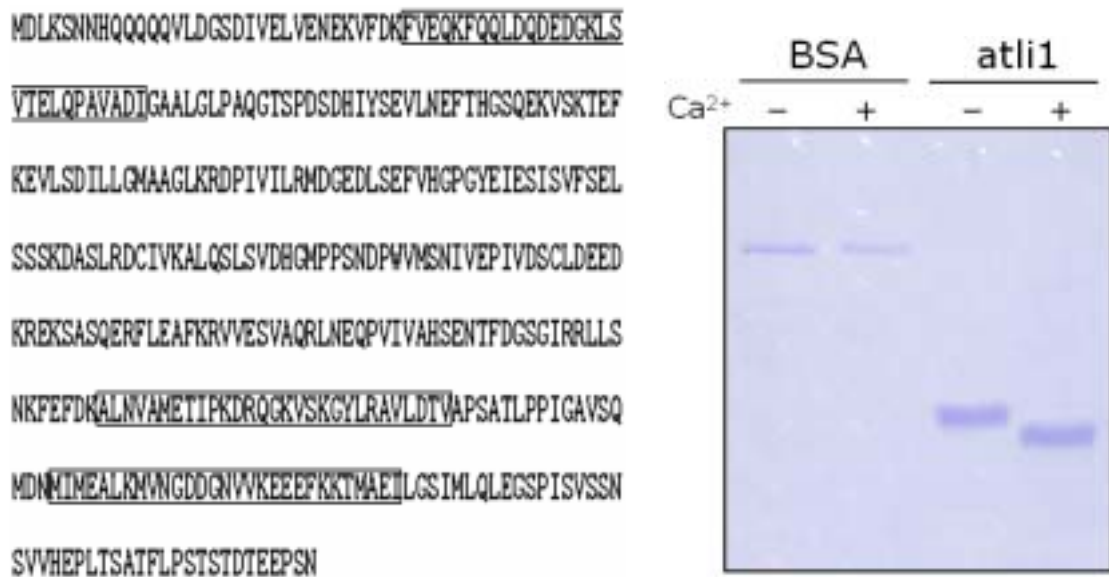 MDLKSNNHQQQQQVLDGSDIVELVENEKVFDKFVEQKFQQLDQDEDGKLS
VTELQPAVADIGAALGLPAQGTSPDSDHIYSEVLNEFTHGSQEKVSKTEF
KEVLSDILLGMAAGLKRDPIVILRMDGEDLSEFVHGPGYEIESISVFSEL
SSSKDASLRDCIVKALQSLSVDHGMPPSNDPWVMSNIVEPIVDSCLDEED
KREKSASQERFLEAFKRVVESVAQRLNEQPVIVAHSENTFDGSGIRRLLS
NKFEFDKALNVAMETIPKDRQGKVSKGYLRAVLDTVAPSATLPPIGAVSQ
MDNMIMEALKMVNGDDGNVVKEEEFKKTMAEILGSIMLQLEGSPISVSSN
SVVHEPLTSATFLPSTSTDTEEPSN
BSA atli1
Ca²⁺ − + − +